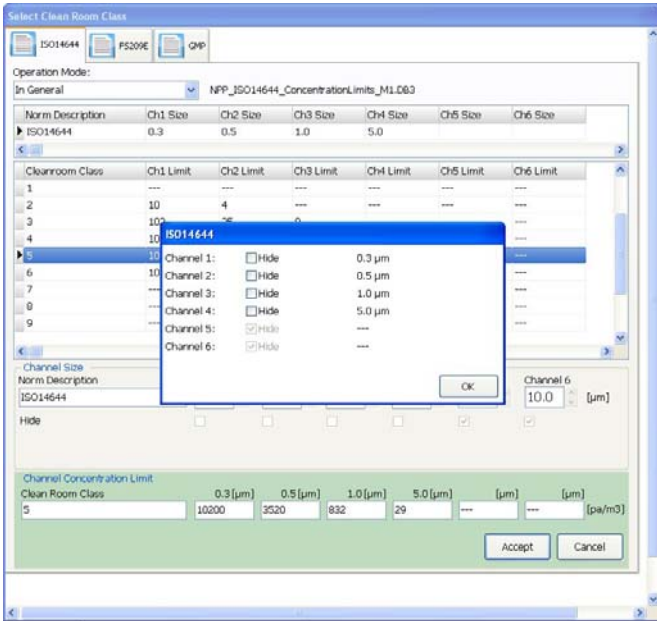 Select Clean Room Class
ISO14644 FS209E GMP
Operation Mode:
In General NPP_ISO14644_ConcentrationLimits_M1.DB3
Norm Description Ch1 Size Ch2 Size Ch3 Size Ch4 Size Ch5 Size Ch6 Size
ISO14644 0.3 0.5 1.0 5.0
Cleanroom Class Ch1 Limit Ch2 Limit Ch3 Limit Ch4 Limit Ch5 Limit Ch6 Limit
1 --- --- --- --- --- ---
2 10 4 --- --- --- ---
3 ---
4 ---
5 ---
6 ---
7 ---
8 ---
9 ---
ISO14644
Channel 1: Hide 0.3 µm
Channel 2: Hide 0.5 µm
Channel 3: Hide 1.0 µm
Channel 4: Hide 5.0 µm
Channel 5: Hide ---
Channel 6: Hide ---
OK
Channel Size
Norm Description Channel 6
ISO14644 10.0 [µm]
Hide
Channel Concentration Limit
Clean Room Class 0.3 [µm] 0.5 [µm] 1.0 [µm] 5.0 [µm] [µm] [µm]
5 10200 3520 832 29 --- --- [pa/m3]
Accept Cancel